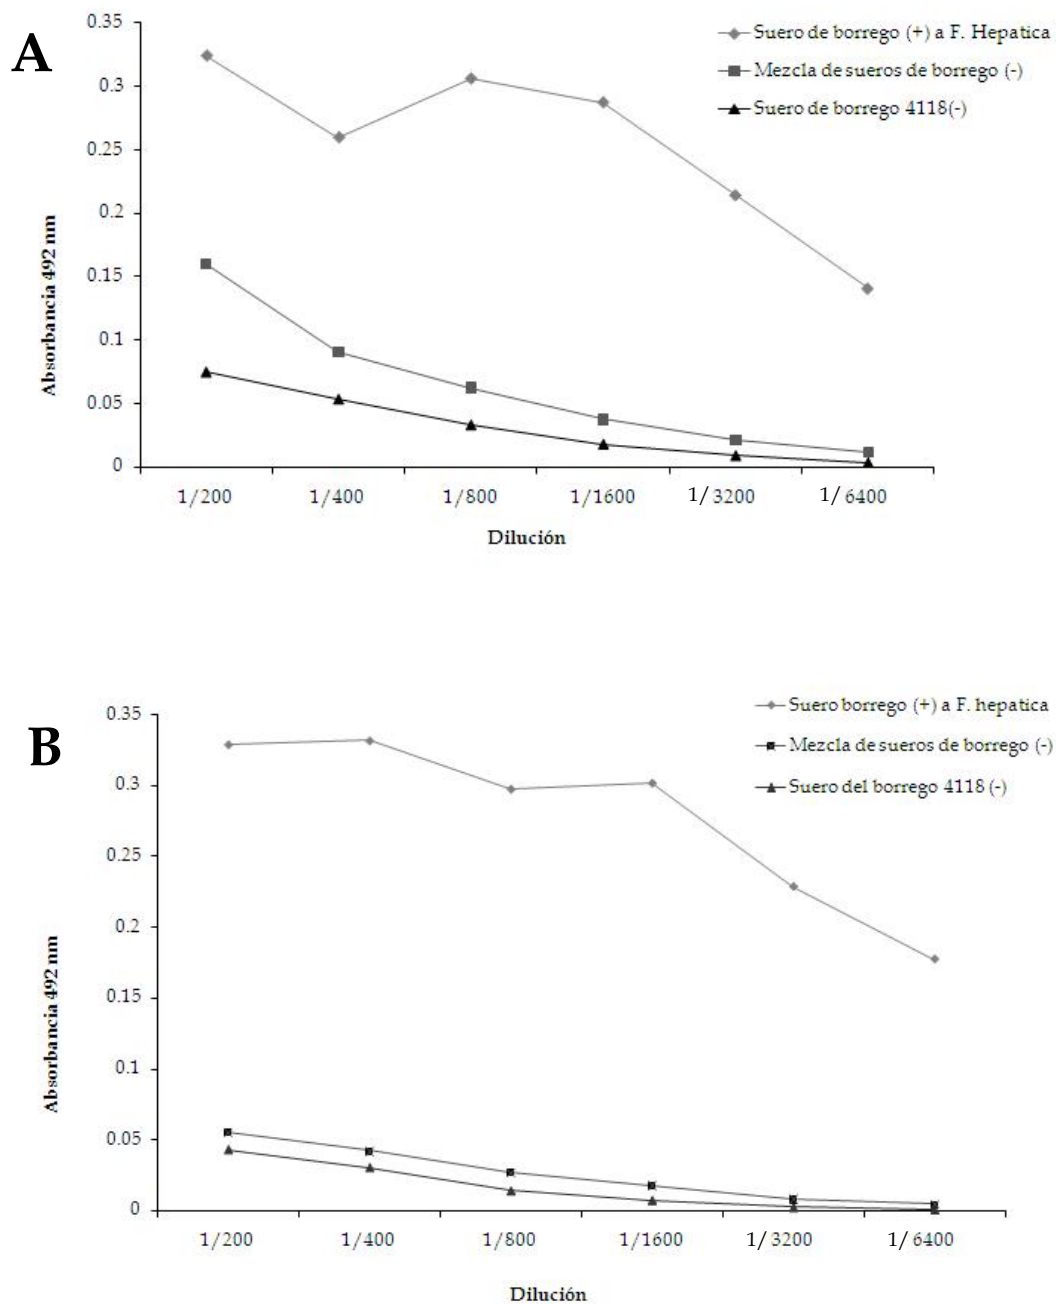 A
0.35
0.3
0.25
0.2
0.15
0.1
0.05
0
Absorbancia 492 nm
Suero de borrego (+) a F. Hepatica
Mezcla de sueros de borrego (-)
Suero de borrego 4118(-)
1/200 1/400 1/800 1/1600 1/ 3200 1/ 6400
Dilución
B
0.35
0.3
0.25
0.2
0.15
0.1
0.05
0
Absorbancia 492 nm
Suero borrego (+) a F. hepatica
Mezcla de sueros de borrego (-)
Suero del borrego 4118 (-)
1/200 1/400 1/800 1/1600 1/ 3200 1/ 6400
Dilución